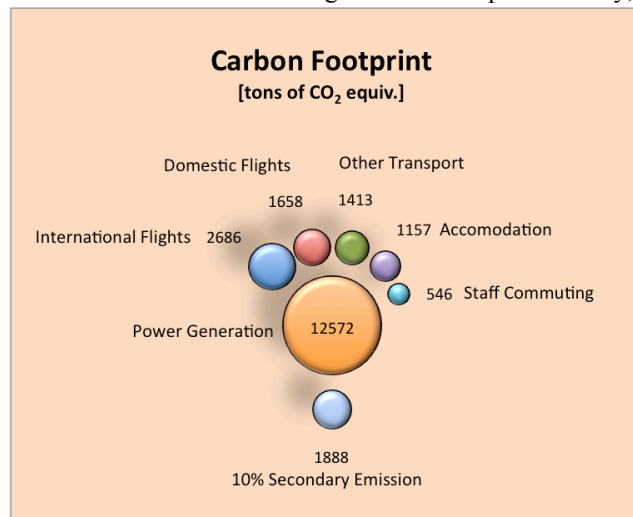 Carbon Footprint
[tons of CO₂ equiv.]
Domestic Flights
Other Transport
1658
1413
International Flights 2686
1157 Accomodation
546 Staff Commuting
Power Generation
12572
1888
10% Secondary Emission